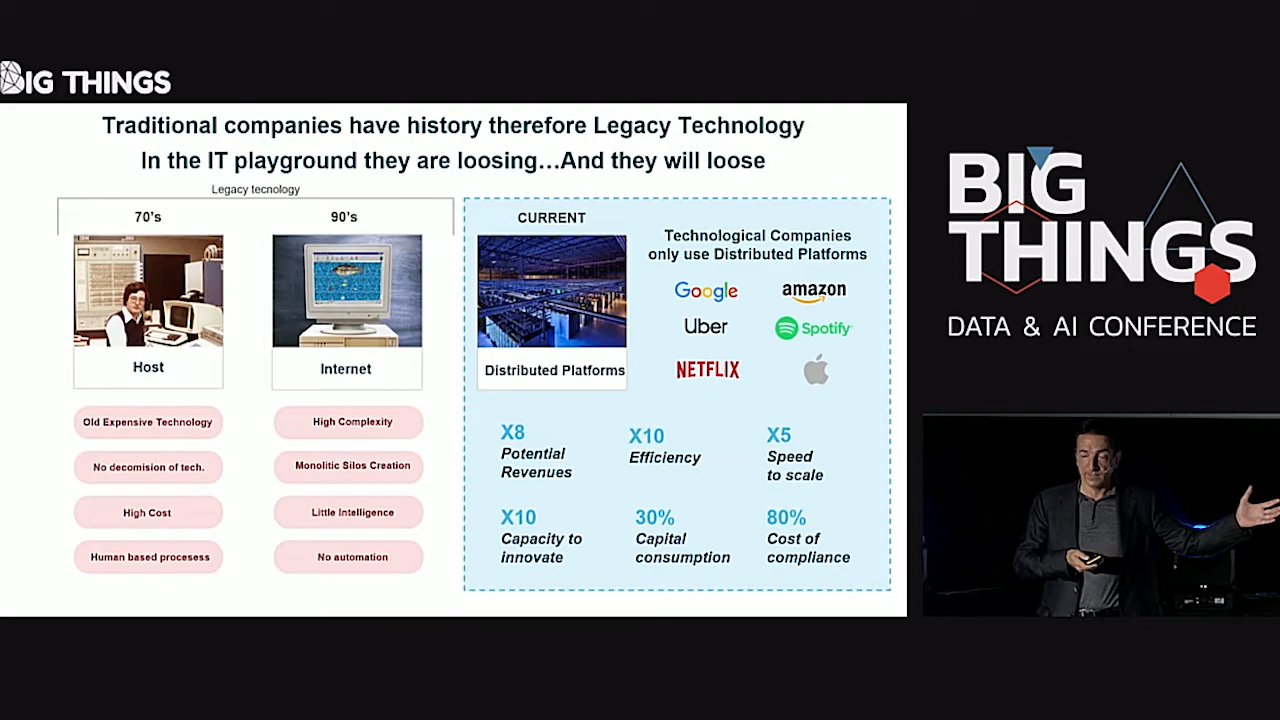 BIG THINGS
Traditional companies have history therefore Legacy Technology
In the IT playground they are loosing…And they will loose
Legacy tecnology
70's
90's
Host
Internet
Old Expensive Technology
High Complexity
No decomision of tech.
Monolitic Silos Creation
High Cost
Little Intelligence
Human based procesess
No automation
CURRENT
Technological Companies
only use Distributed Platforms
Google
amazon
Uber
Spotify
NETFLIX
Distributed Platforms
X8
Potential
Revenues
X10
Efficiency
X5
Speed
to scale
X10
Capacity to
innovate
30%
Capital
consumption
80%
Cost of
compliance
BIG
THINGS
DATA & AI CONFERENCE